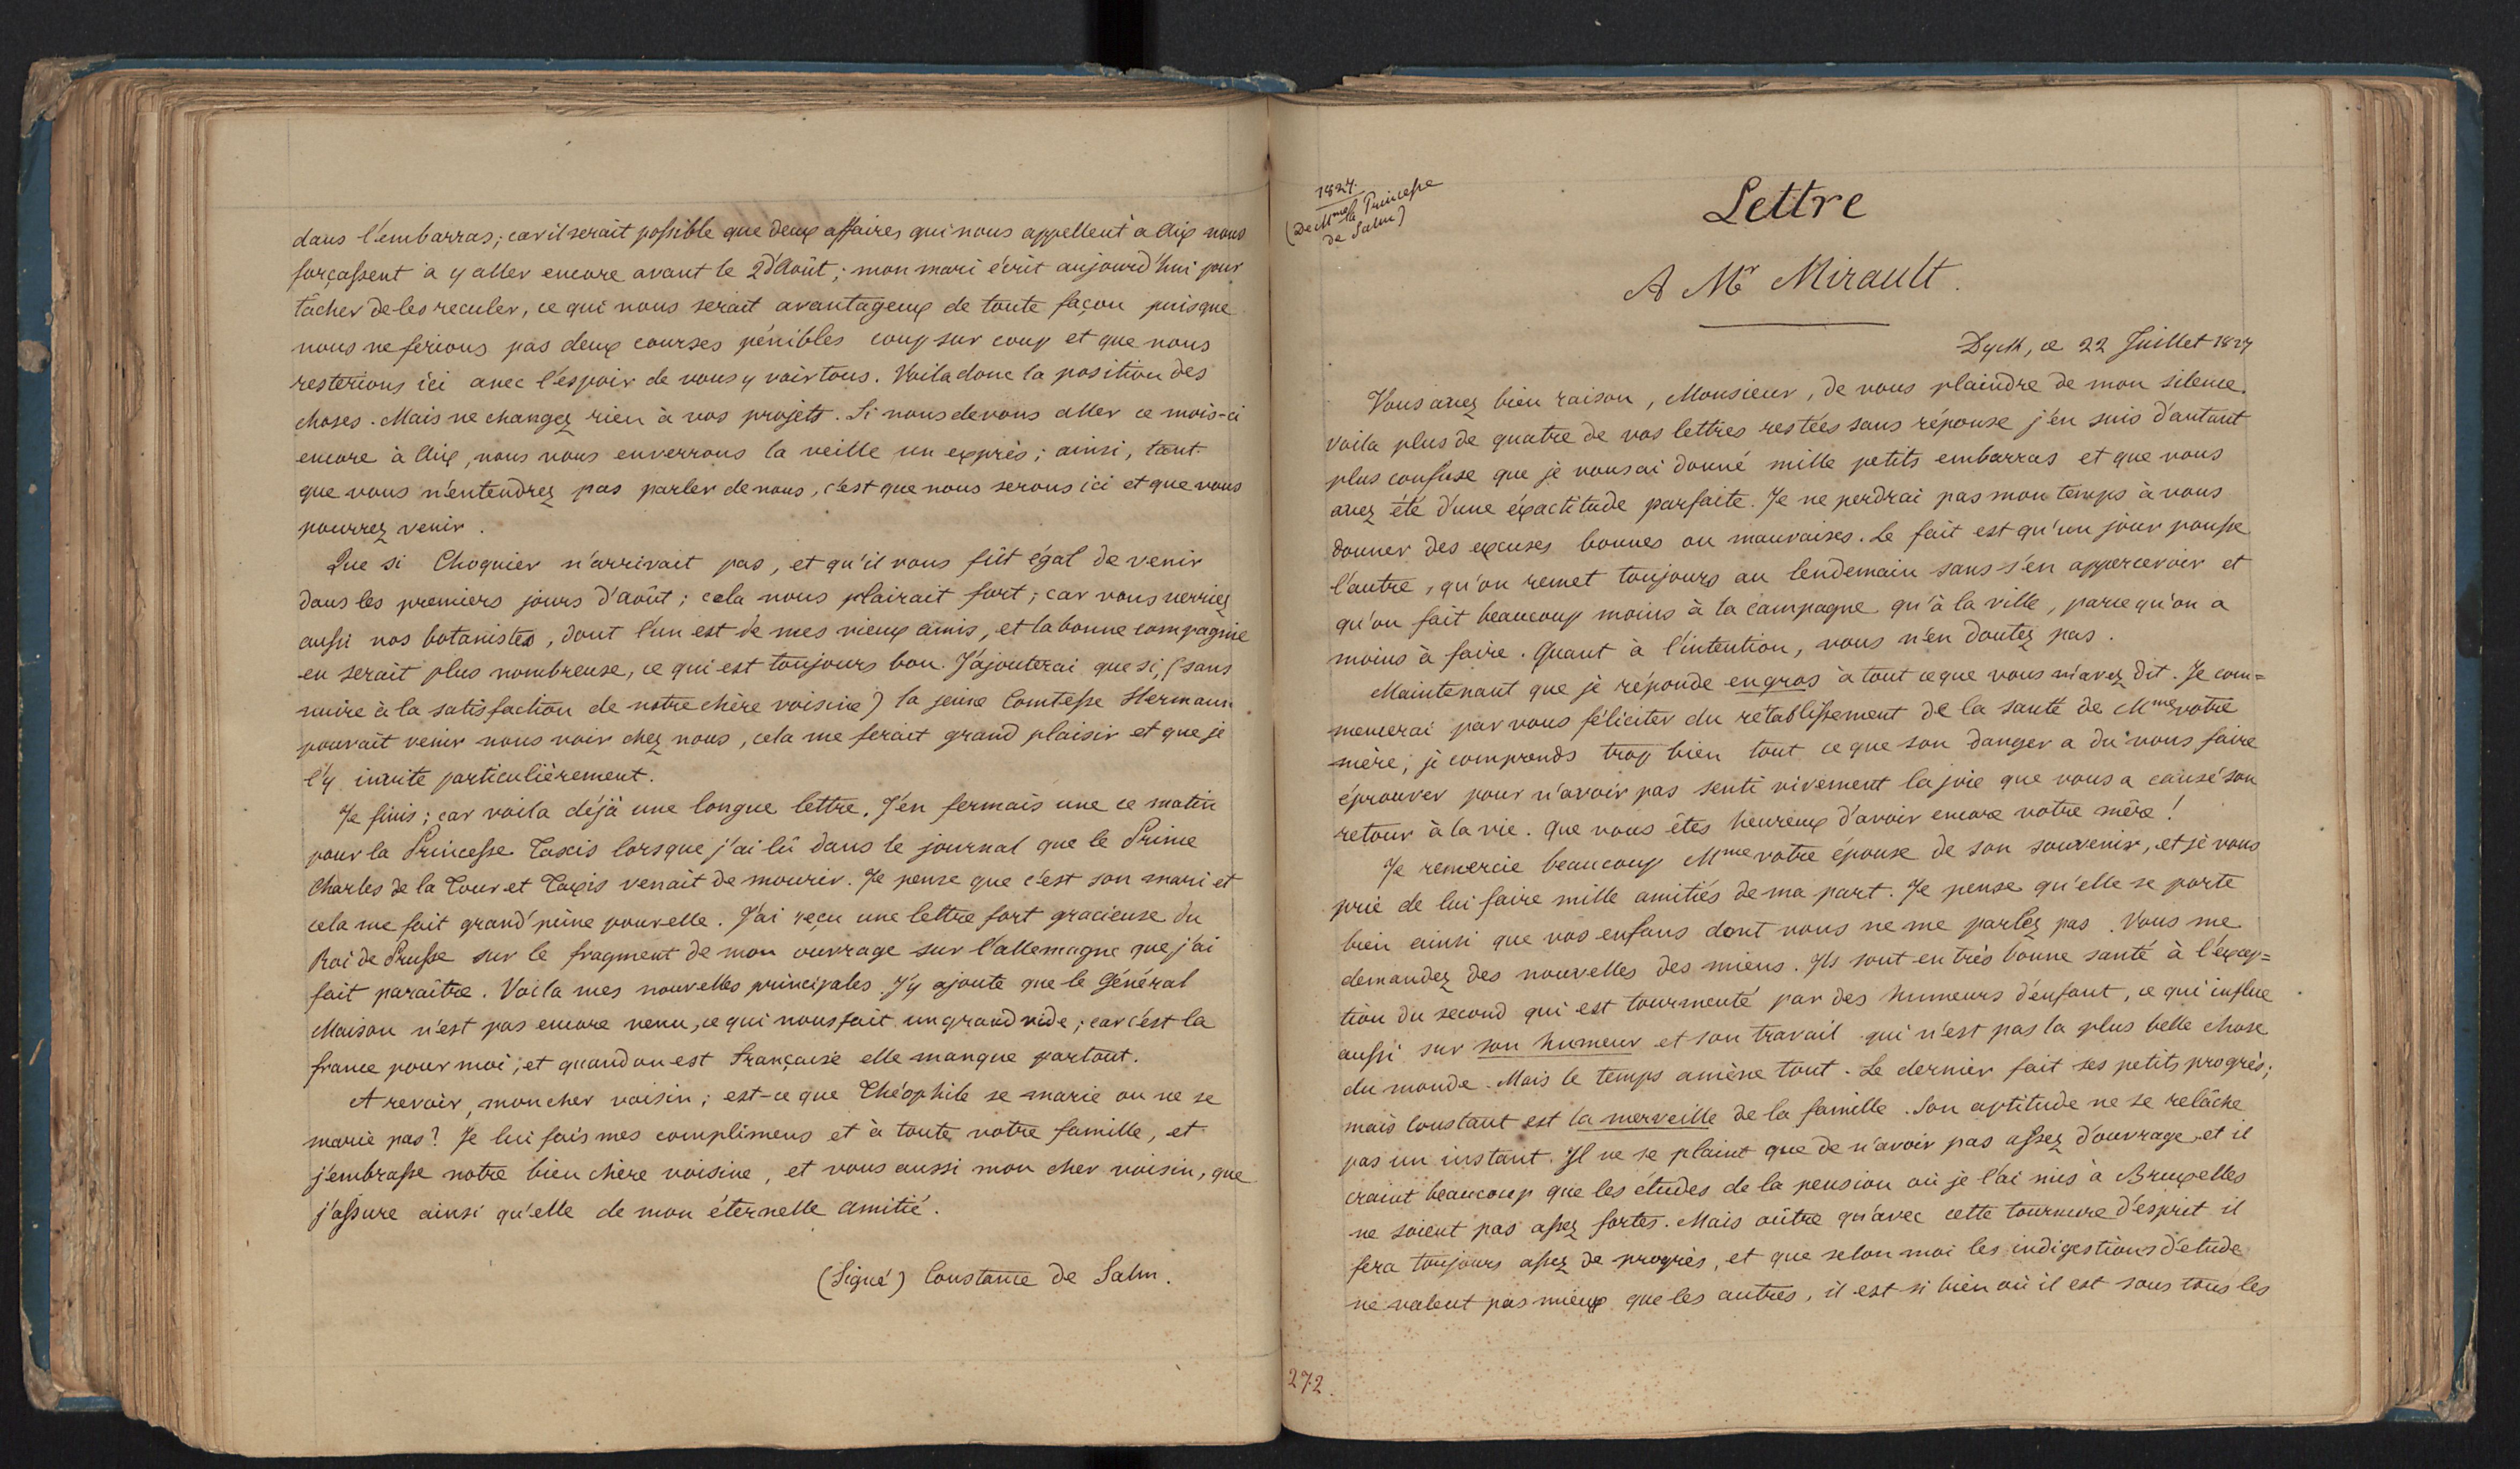 dans l'embarras; car il serait possible que deux affaires qui nous appellent à Aix nous
forçassent à y aller encore avant le 2 d'Août; mon mari écrit aujourd'hui pour
tâcher de les reculer, ce qui nous serait avantageux de toute façon puisque
nous ne ferions pas deux courses pénibles coup sur coup et que nous
resterions ici avec l'espoir de vous y voir tous. Voila donc la position des
choses. Mais ne changez rien à vos projets. Si nous devons aller ce mois-ci
encore à Aix, nous vous enverrons la veille un exprès; ainsi, tant
que vous n'entendrez pas parler de nous, c'est que nous serons ici et que vous
pourrez venir.
Que si Choquier n'arrivait pas, et qu'il vous fût égal de venir
dans les premiers jours d'août; cela nous plairait fort; car vous verriez
aussi nos botanistes, dont l'un est de mes vieux amis, et la bonne compagnie
en serait plus nombreuse, ce qui est toujours bon. J'ajouterai que si, (sans
nuire à la satisfaction de notre chère voisine) la jeune Comtesse Hermann
pouvait venir nous voir chez nous, cela me ferait grand plaisir et que je
l'y invite particulièrement.
Je finis; car voila déjà une longue lettre. J'en fermais une ce matin
pour la Princesse Taxis lorsque j'ai lû dans le journal que le Prince
Charles de la Tour et Taxis venait de mourir. Je pense que c'est son mari et
cela me fait grand'peine pour elle. J'ai reçu une lettre fort gracieuse du
Roi de Prusse sur le fragment de mon ouvrage sur l'allemagne que j'ai
fait paraître. Voila mes nouvelles principales. J'y ajoute que le Général
Maison n'est pas encore venu, ce qui nous fait un grand vide; car c'est la
france pour moi, et quand on est française elle manque partout.
A revoir, mon cher voisin; est-ce que Théophile se marie ou ne se
marie pas? Je lui fais mes complimens et à toute votre famille, et
j'embrasse notre bien chère voisine, et vous aussi mon cher voisin, que
j'assure ainsi qu'elle de mon éternelle amitié.
(Signé) Constance de Salm.
1827.
(De Mme la Princesse
de Salm)
Lettre
A Mr Mirault.
Dyck, ce 22 Juillet 1827
Vous avez bien raison, Monsieur, de vous plaindre de mon silence.
Voila plus de quatre de vos lettres restées sans réponse j'en suis d'autant
plus confuse que je vous ai donné mille petits embarras et que vous
avez été d'une éxactitude parfaite. Je ne perdrai pas mon temps à vous
donner des excuses bonnes ou mauvaises. Le fait est qu'un jour pousse
l'autre, qu'on remet toujours au lendemain sans s'en appercevoir et
qu'on fait beaucoup moins à la campagne qu'à la ville, parce qu'on a
moins à faire. Quant à l'intention, vous n'en doutez pas.
Maintenant que je réponde en gros à tout ce que vous m'avez dit. Je com=
mencerai par vous féliciter du rétablissement de la santé de Mme votre
mère; je comprends trop bien tout ce que son danger a du vous faire
éprouver pour n'avoir pas senti vivement la joie que vous a causé son
retour à la vie. Que vous êtes heureux d'avoir encore votre mère!
Je remercie beaucoup Mme votre épouse de son souvenir, et je vous
prie de lui faire mille amitiés de ma part. Je pense qu'elle se porte
bien ainsi que vos enfans dont vous ne me parlez pas. Vous me
demandez des nouvelles des miens. Ils sont en très bonne santé à l'excep=
tion du second qui est tourmenté par des humeurs d'enfant, ce qui influe
aussi sur son humeur et son travail qui n'est pas la plus belle chose
du monde. Mais le temps amène tout. Le dernier fait ses petits progrès;
mais Constant est la merveille de la famille. Son aptitude ne se relâche
pas un instant. Il ne se plaint que de n'avoir pas assez d'ouvrage, et il
craint beaucoup que les études de la pension où je l'ai mis à Bruxelles
ne soient pas assez fortes. Mais oûtre qu'avec cette tournure d'esprit il
fera toujours assez de progrès, et que selon moi les indigestions d'etude
ne valent pas mieux que les autres, il est si bien où il est sous tous les
272.